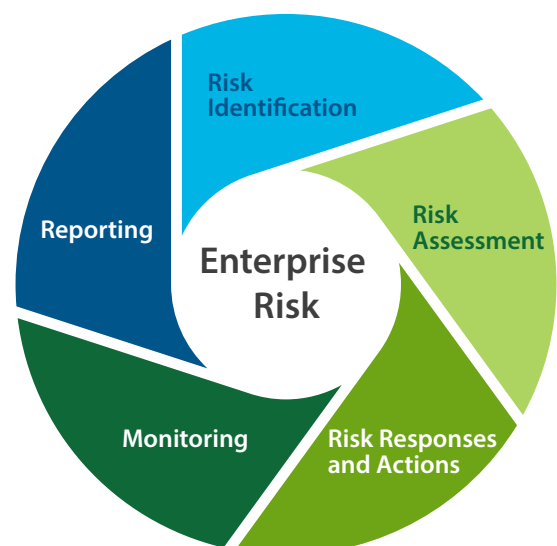 Risk
Identification
Risk
Assessment
Risk Responses
and Actions
Monitoring
Reporting
Enterprise
Risk